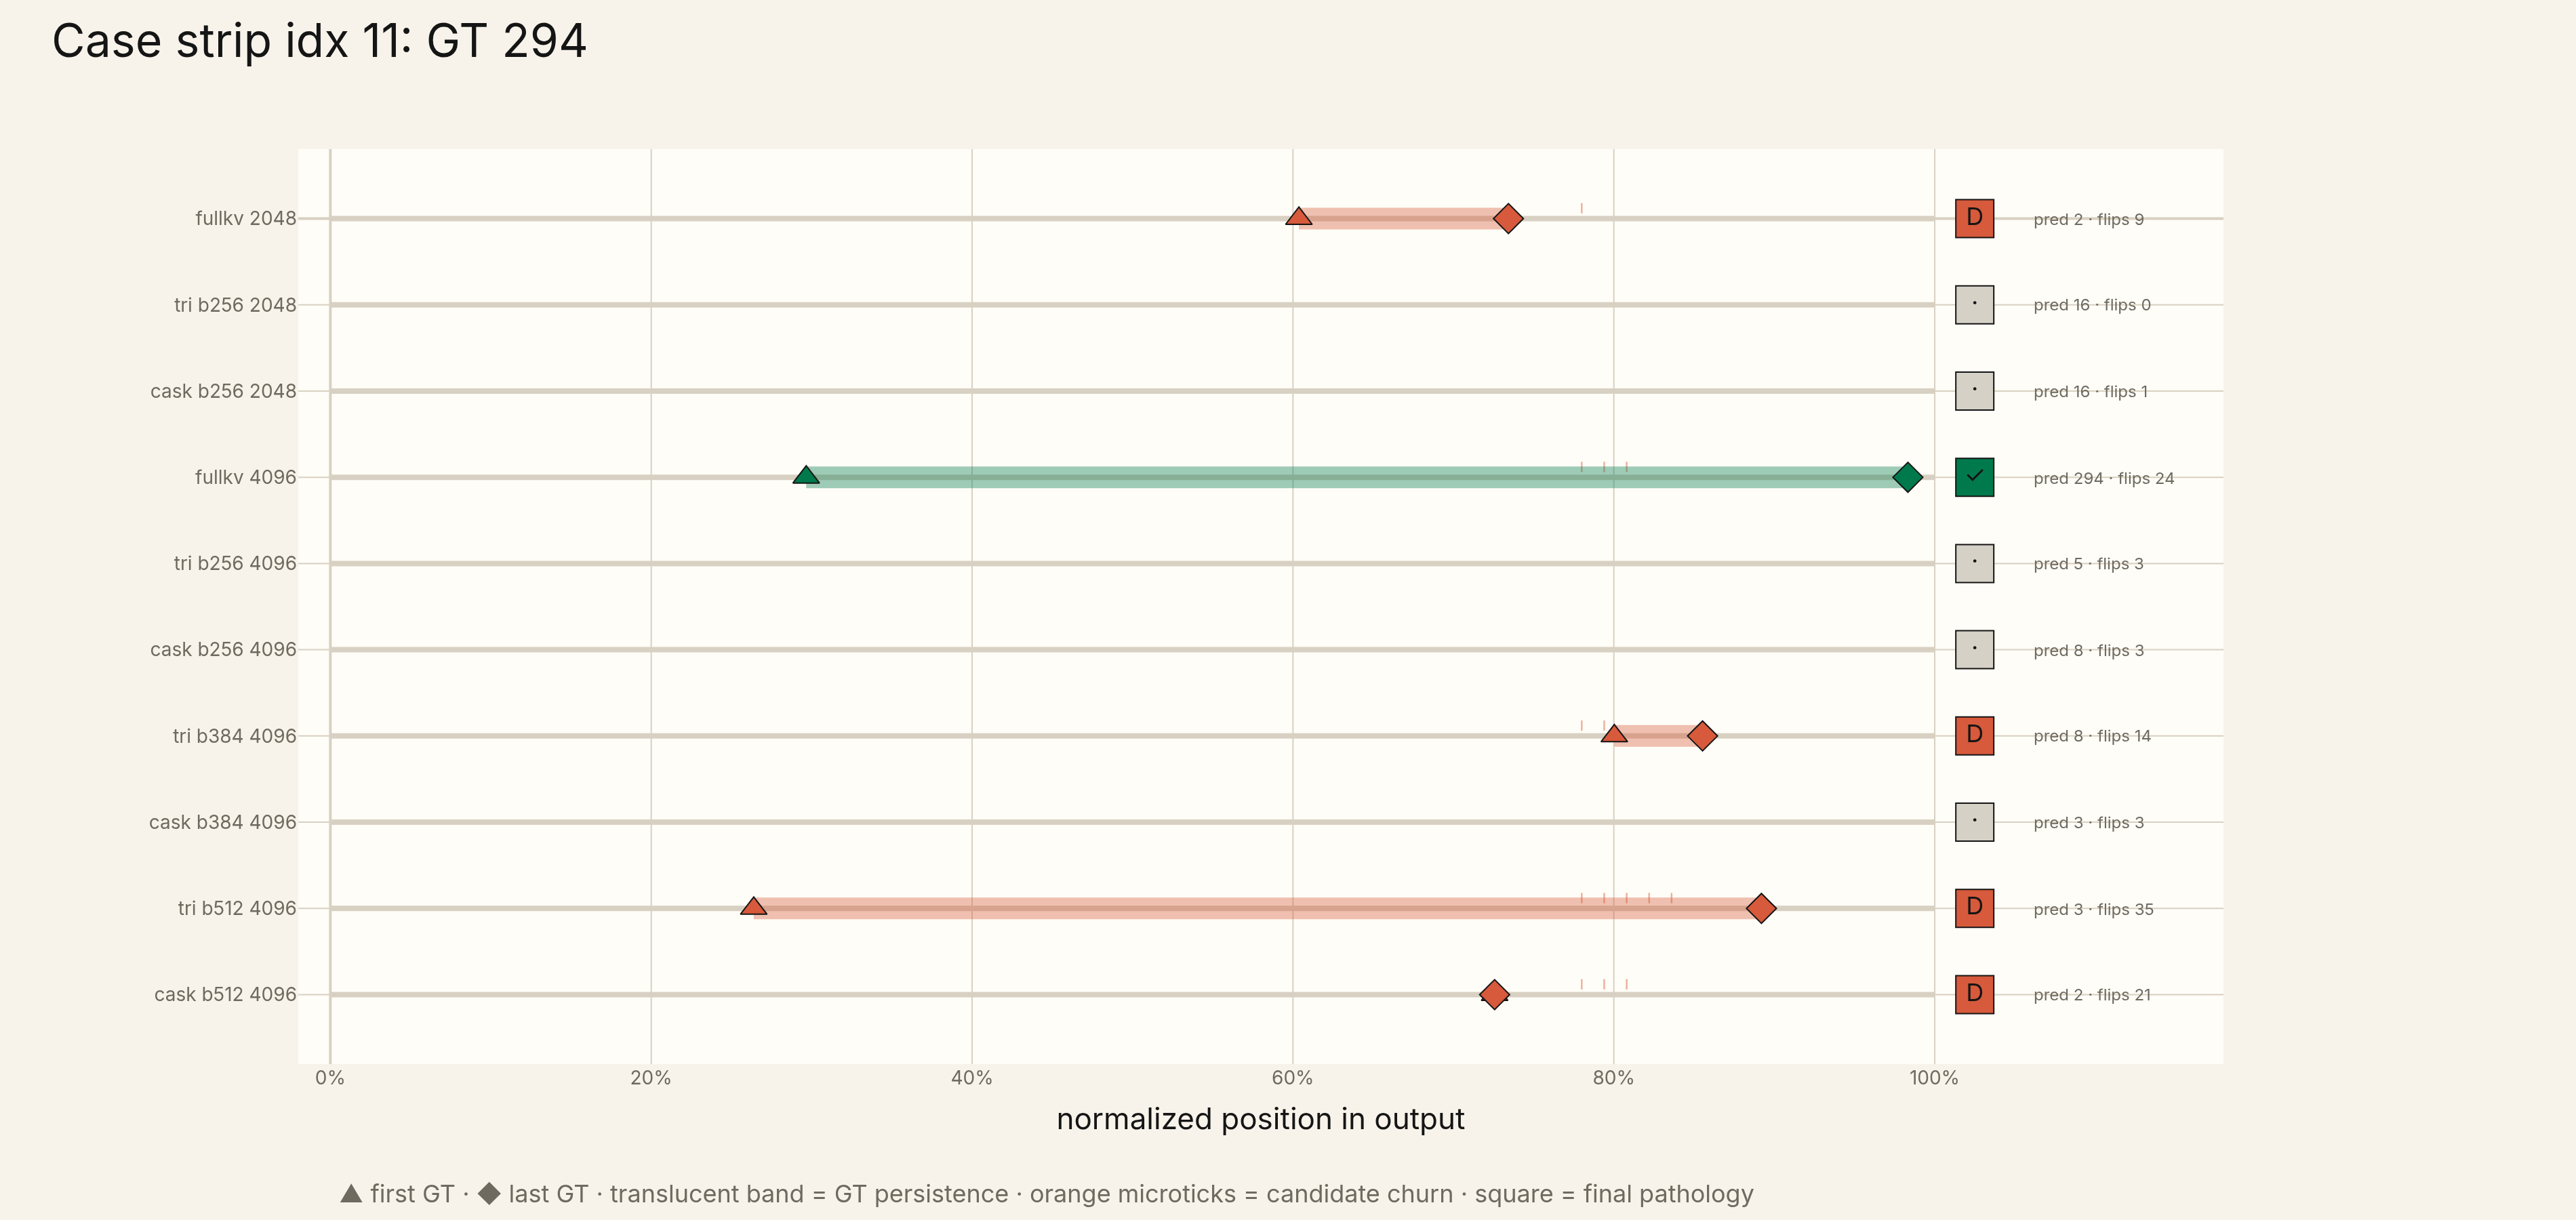 Case strip idx 11: GT 294
fullkv 2048 D pred 2 · flips 9
tri b256 2048 · pred 16 · flips 0
cask b256 2048 · pred 16 · flips 1
fullkv 4096 ✓ pred 294 · flips 24
tri b256 4096 · pred 5 · flips 3
cask b256 4096 · pred 8 · flips 3
tri b384 4096 D pred 8 · flips 14
cask b384 4096 · pred 3 · flips 3
tri b512 4096 D pred 3 · flips 35
cask b512 4096 D pred 2 · flips 21
0% 20% 40% 60% 80% 100%
normalized position in output
▲ first GT · ◆ last GT · translucent band = GT persistence · orange microticks = candidate churn · square = final pathology